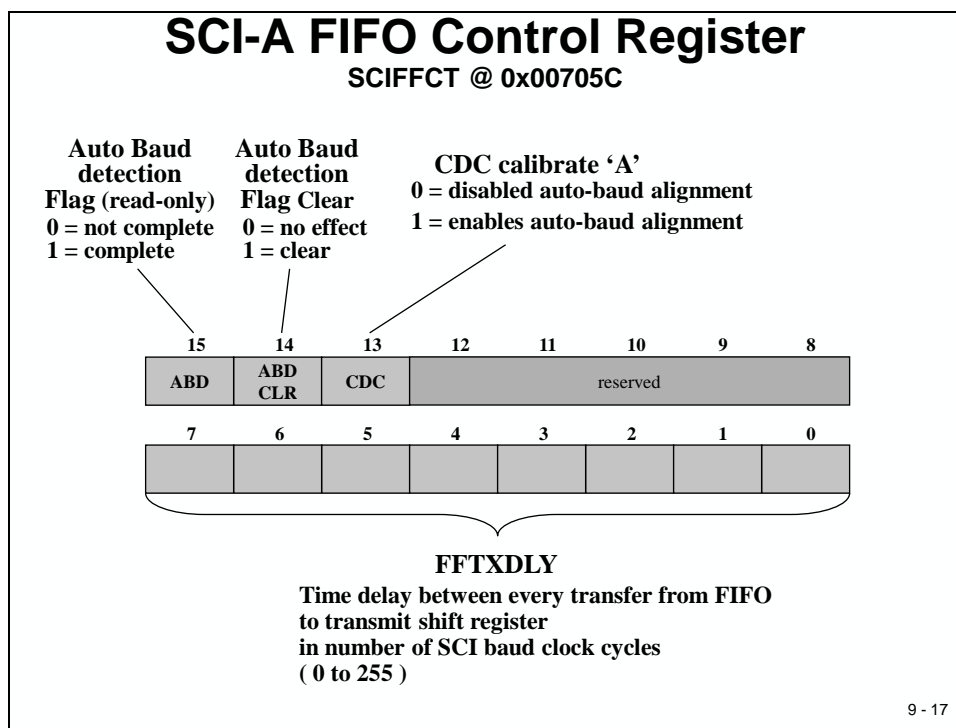 SCI-A FIFO Control Register
SCIFFCT @ 0x00705C
Auto Baud
detection
Flag (read-only)
0 = not complete
1 = complete
Auto Baud
detection
Flag Clear
0 = no effect
1 = clear
CDC calibrate ‘A’
0 = disabled auto-baud alignment
1 = enables auto-baud alignment
15 14 13 12 11 10 9 8
ABD
ABD
CLR
CDC
reserved
7 6 5 4 3 2 1 0
FFTXDLY
Time delay between every transfer from FIFO
to transmit shift register
in number of SCI baud clock cycles
( 0 to 255 )
9 - 17